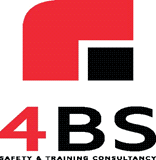 4BS
SAFETY & TRAINING CONSULTANCY